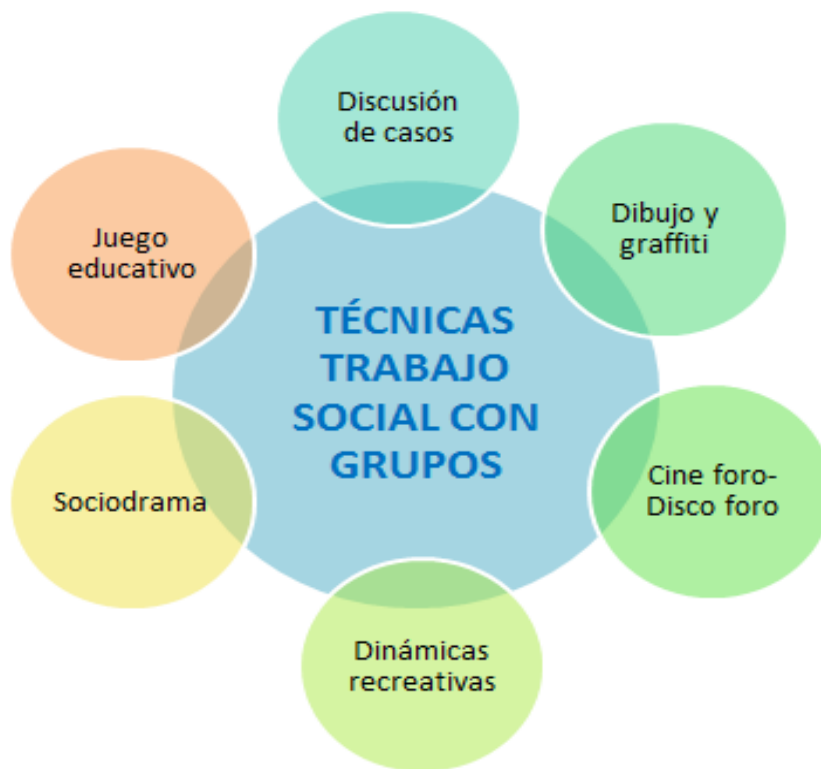 Discusión
de casos
Dibujo y
graffiti
Juego
educativo
TÉCNICAS
TRABAJO
SOCIAL CON
GRUPOS
Cine foro-
Disco foro
Sociodrama
Dinámicas
recreativas